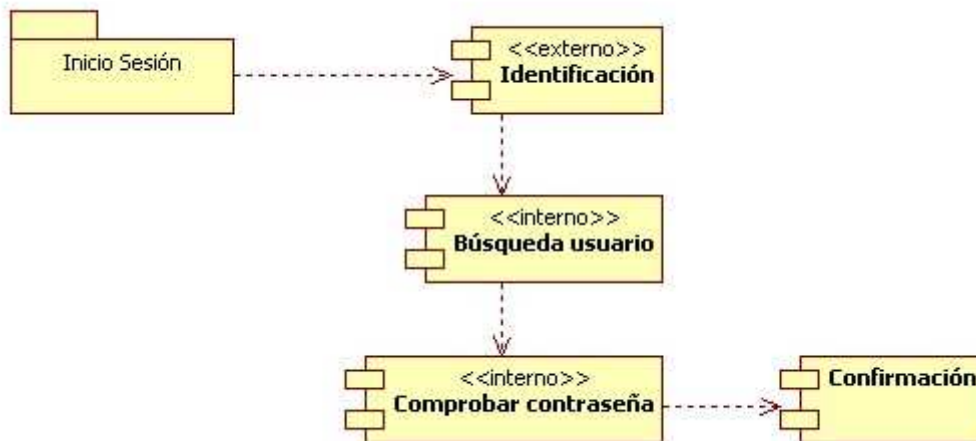 Inicio Sesión
<<externo>>
Identificación
<<interno>>
Búsqueda usuario
<<interno>>
Comprobar contraseña
Confirmación